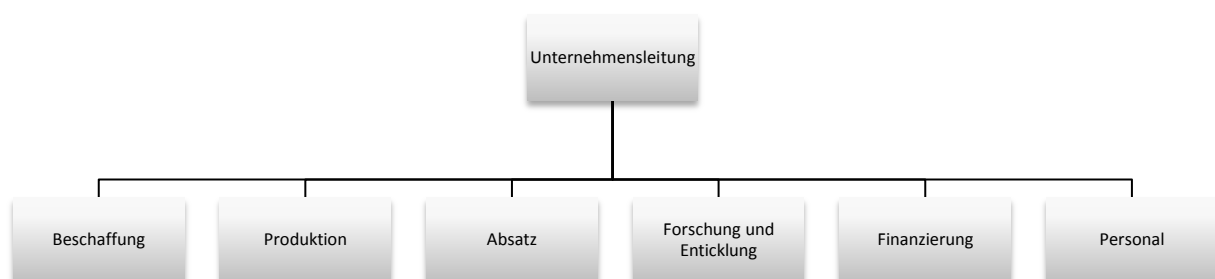 Unternehmensleitung
Beschaffung
Produktion
Absatz
Forschung und
Enticklung
Finanzierung
Personal